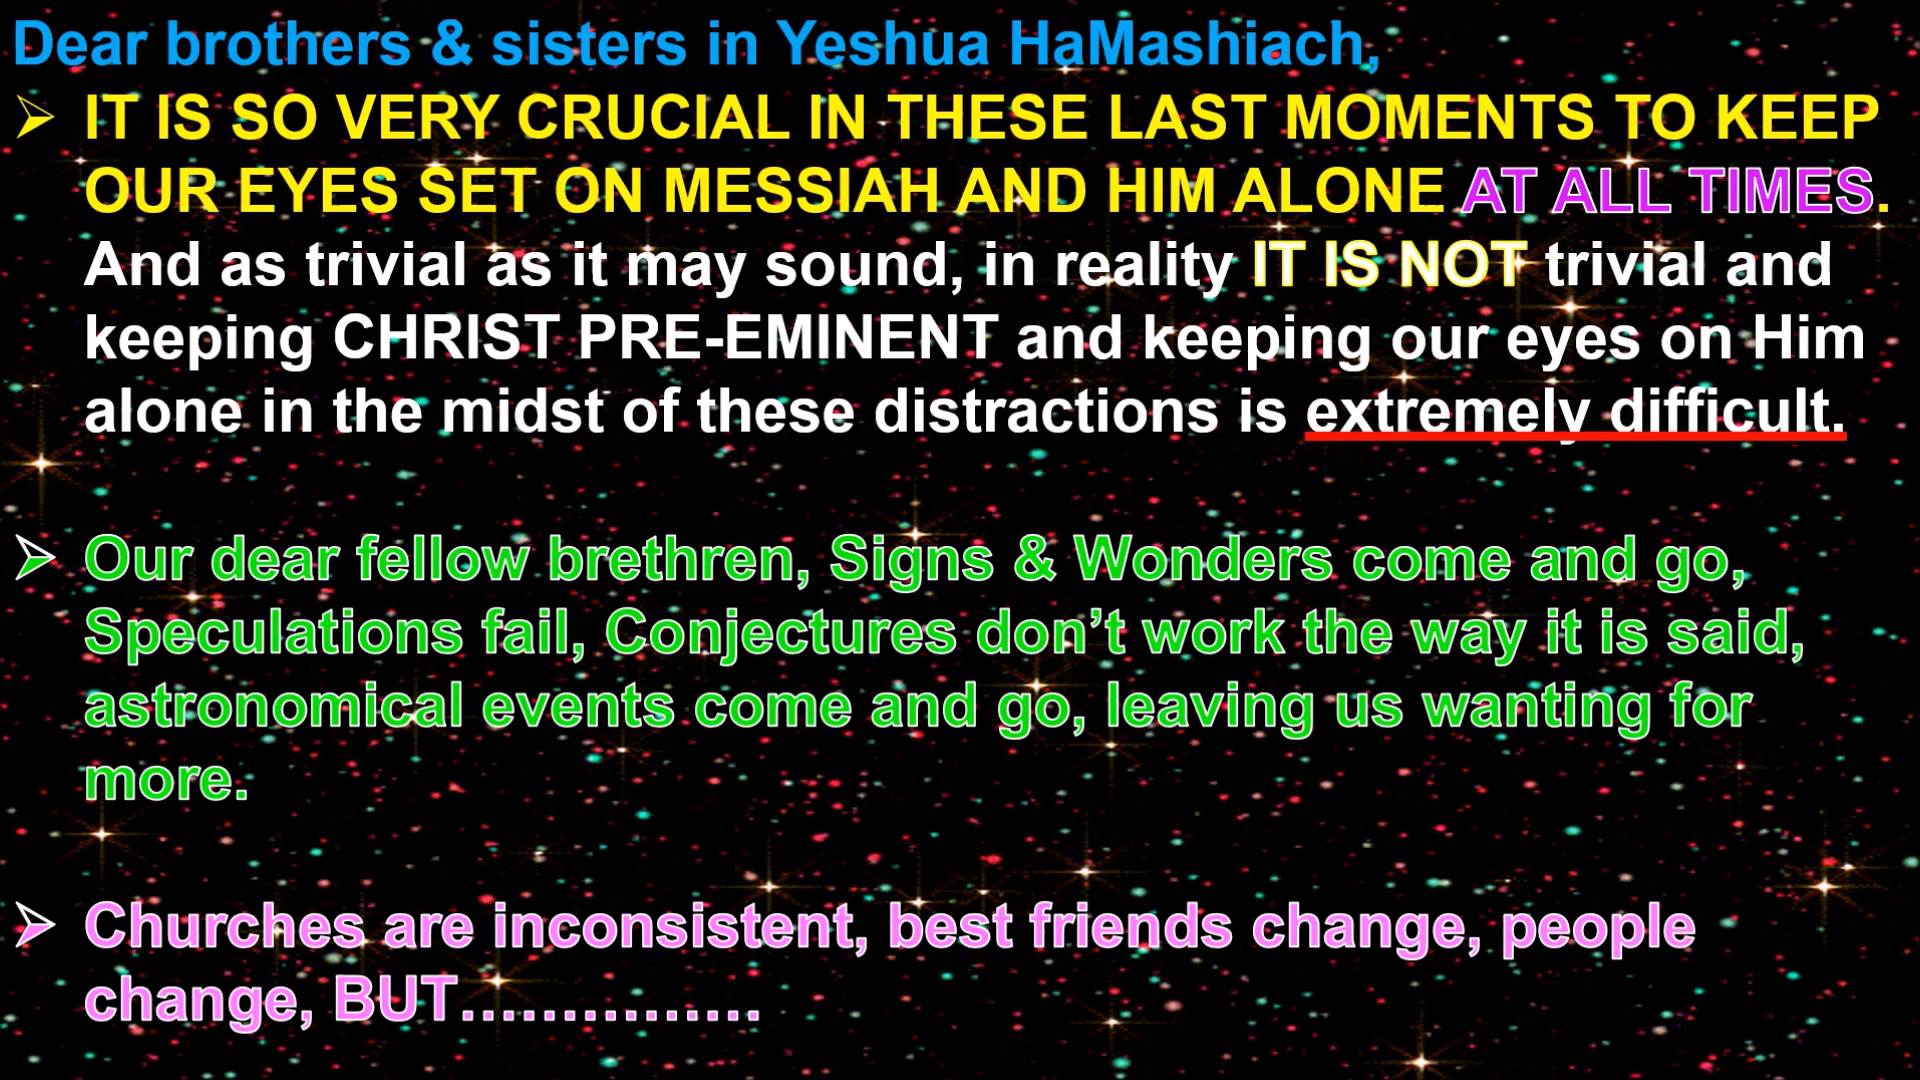 Dear brothers & sisters in Yeshua HaMashiach,
➢ IT IS SO VERY CRUCIAL IN THESE LAST MOMENTS TO KEEP
OUR EYES SET ON MESSIAH AND HIM ALONE AT ALL TIMES.
And as trivial as it may sound, in reality IT IS NOT trivial and
keeping CHRIST PRE-EMINENT and keeping our eyes on Him
alone in the midst of these distractions is extremely difficult.
➢ Our dear fellow brethren, Signs & Wonders come and go,
Speculations fail, Conjectures don’t work the way it is said,
astronomical events come and go, leaving us wanting for
more.
➢ Churches are inconsistent, best friends change, people
change, BUT……………